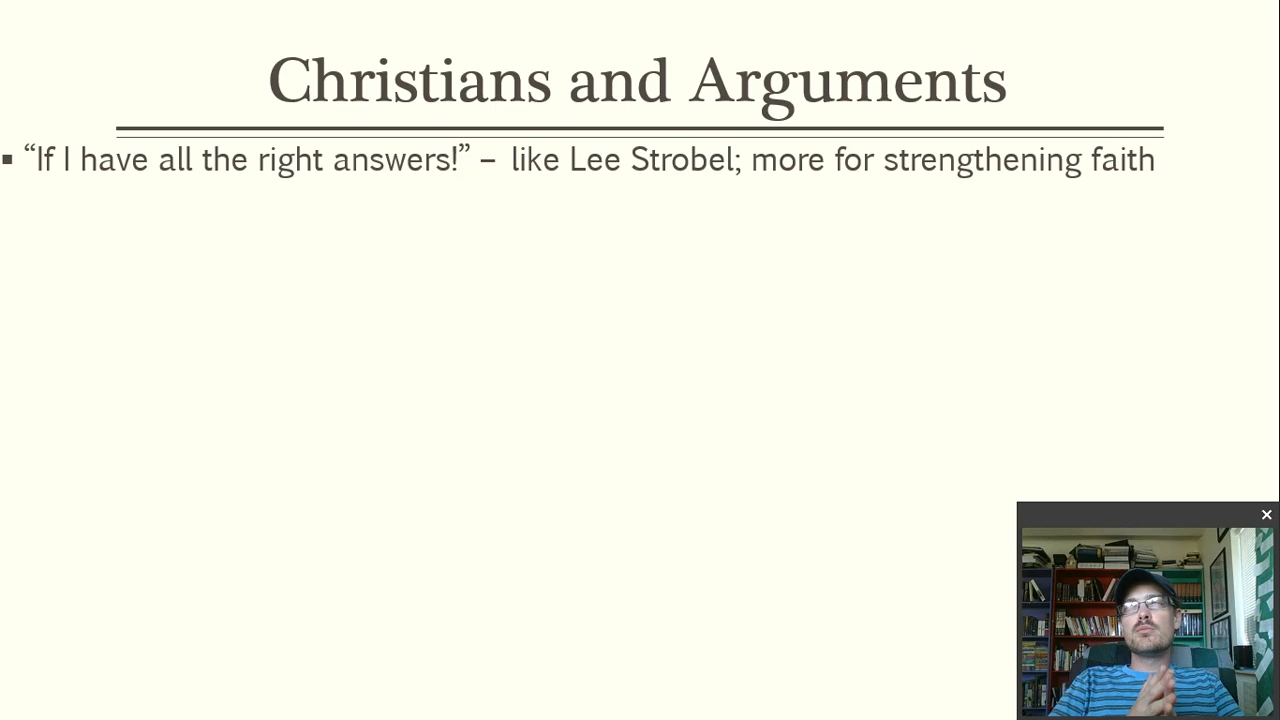 Christians and Arguments
▪ “If I have all the right answers!” – like Lee Strobel; more for strengthening faith